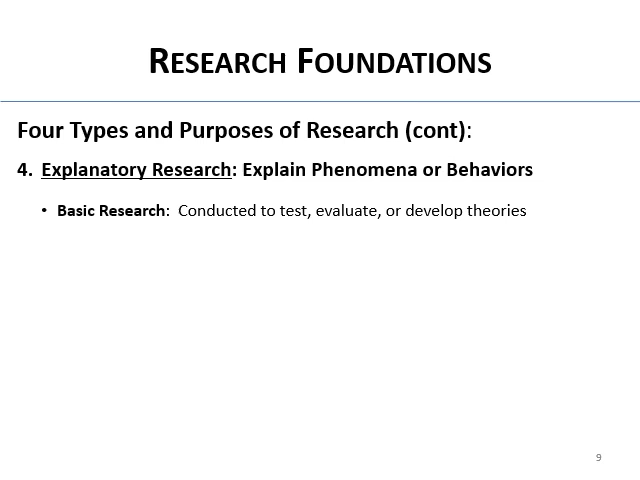 RESEARCH FOUNDATIONS
Four Types and Purposes of Research (cont):
4. Explanatory Research: Explain Phenomena or Behaviors
• Basic Research: Conducted to test, evaluate, or develop theories
9